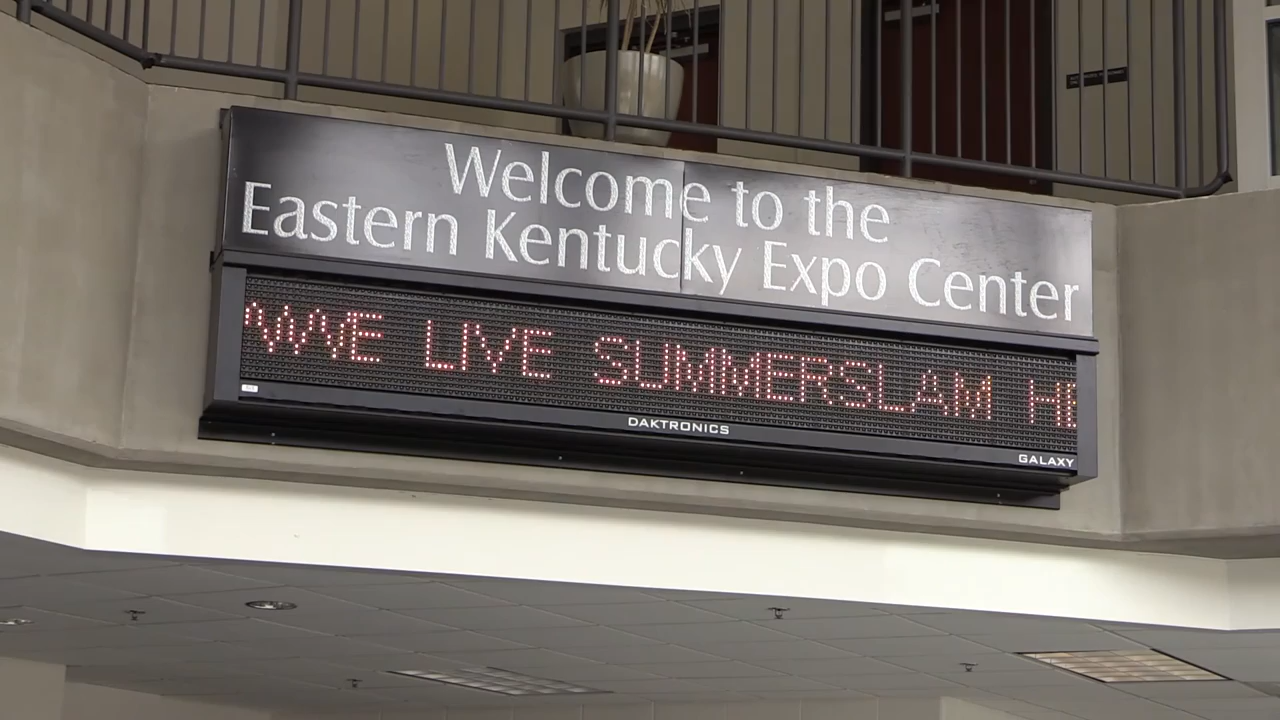 Welcome to the
Eastern Kentucky Expo Center
WWE LIVE SUMMERSLAM
DAKTRONICS
GALAXY